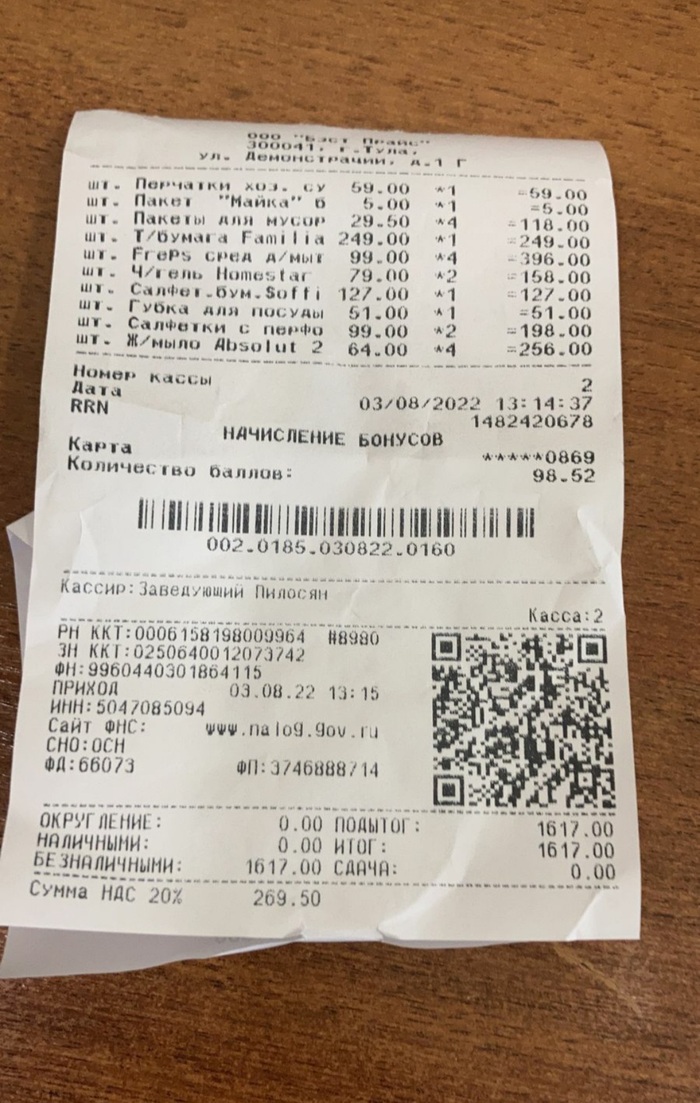 ООО "Бэст Прайс"
300041, г.Тула,
ул. Демонстрации, д.1 Г
шт. Перчатки хоз. су 59.00 *1 =59.00
шт. Пакет "Майка" б 5.00 *1 =5.00
шт. Пакеты для мусор 29.50 *4 =118.00
шт. Т/бумага Familia 249.00 *1 =249.00
шт. FrePs сред д/мыт 99.00 *4 =396.00
шт. Ч/гель Homestar 79.00 *2 =158.00
шт. Салфет.бум.Soffi 127.00 *1 =127.00
шт. Губка для посуды 51.00 *1 =51.00
шт. Салфетки с перфо 99.00 *2 =198.00
шт. Ж/мыло Absolut 2 64.00 *4 =256.00
Номер кассы 2
Дата 03/08/2022 13:14:37
RRN 1482420678
НАЧИСЛЕНИЕ БОНУСОВ
Карта *****0869
Количество баллов: 98.52
002.0185.030822.0160
Кассир:Заведующий Пилосян
Касса:2
РН ККТ:0006158198009964 #8980
ЗН ККТ:0250640012073742
ФН:9960440301864115
ПРИХОД 03.08.22 13:15
ИНН:5047085094
Сайт ФНС: www.nalog.gov.ru
СНО:ОСН
ФД:66073 ФП:3746888714
ОКРУГЛЕНИЕ: 0.00 ПОДЫТОГ: 1617.00
НАЛИЧНЫМИ: 0.00 ИТОГ: 1617.00
БЕЗНАЛИЧНЫМИ: 1617.00 СДАЧА: 0.00
Сумма НДС 20% 269.50